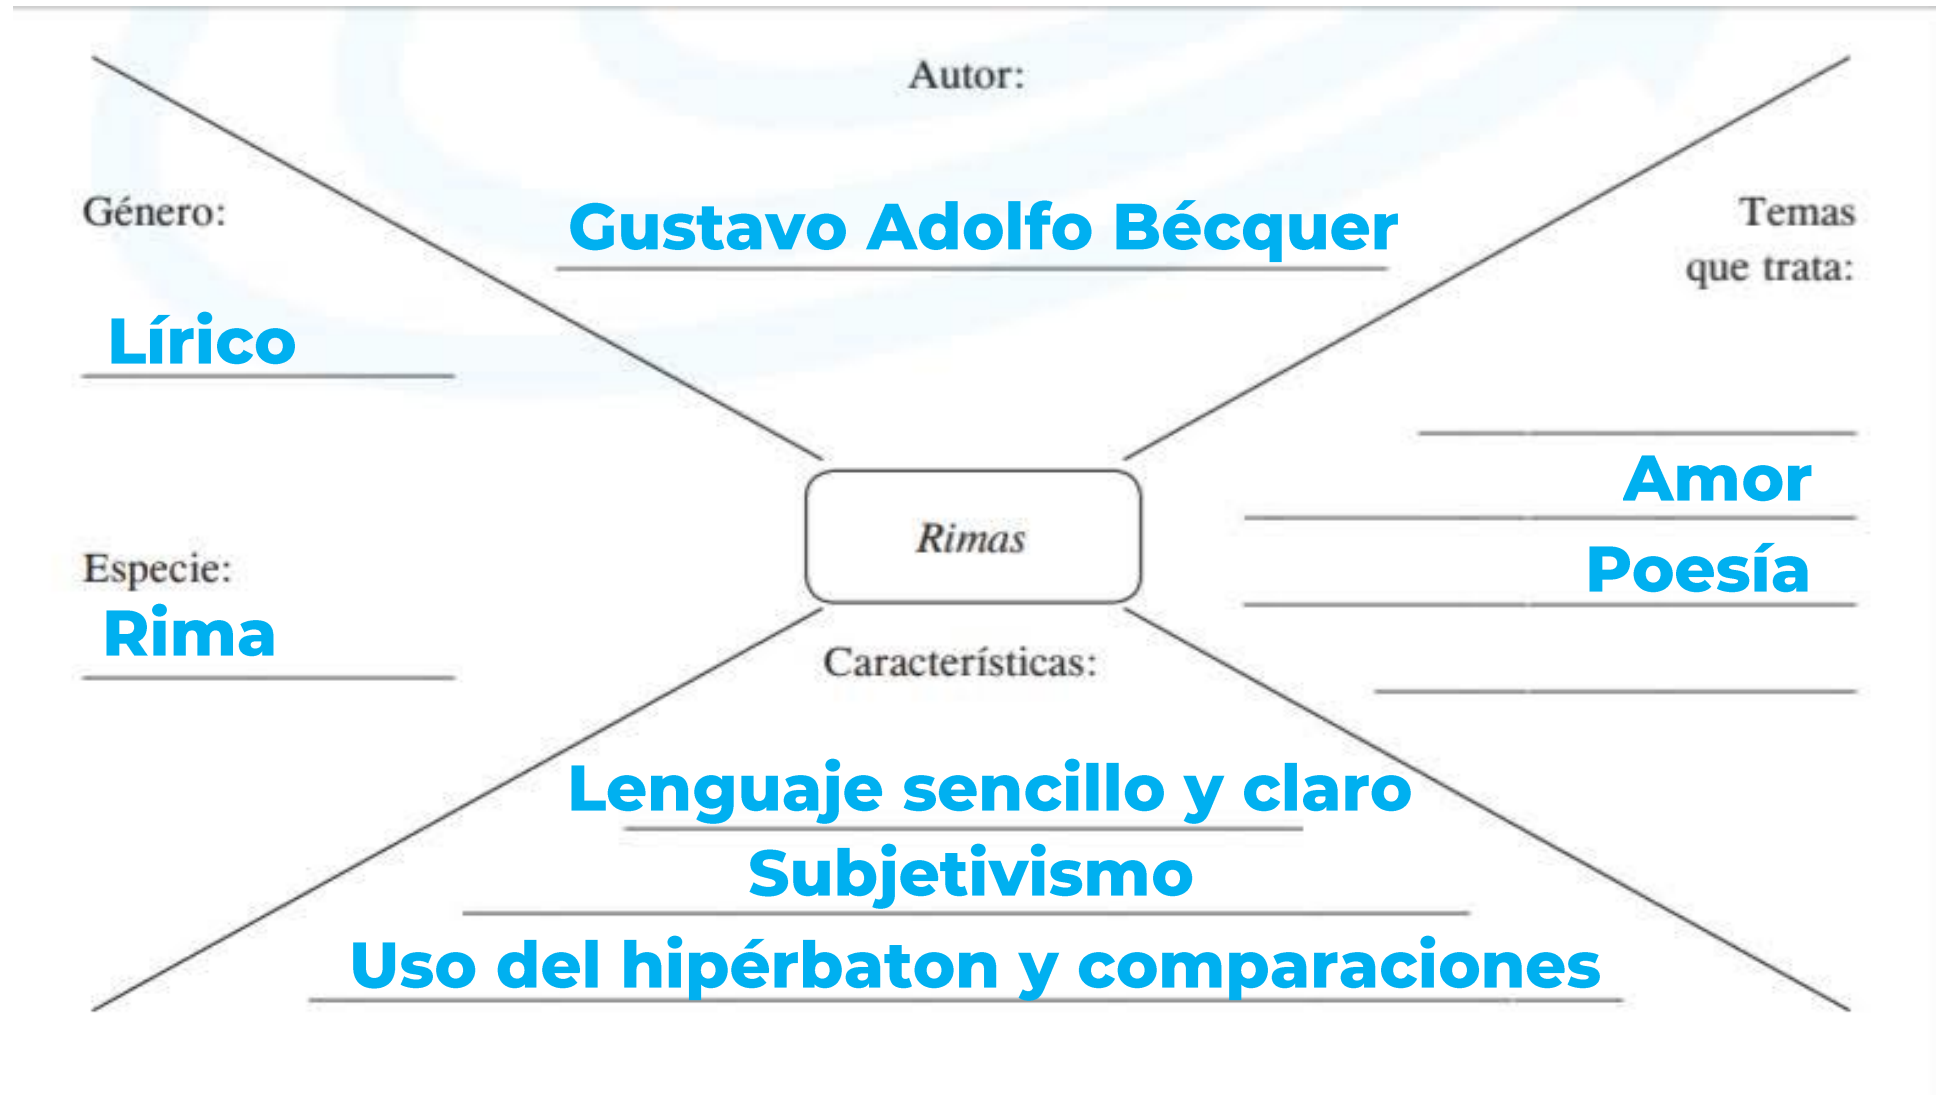 Autor:
Gustavo Adolfo Bécquer
Género:
Lírico
Especie:
Rima
Rimas
Temas
que trata:
Amor
Poesía
Características:
Lenguaje sencillo y claro
Subjetivismo
Uso del hipérbaton y comparaciones